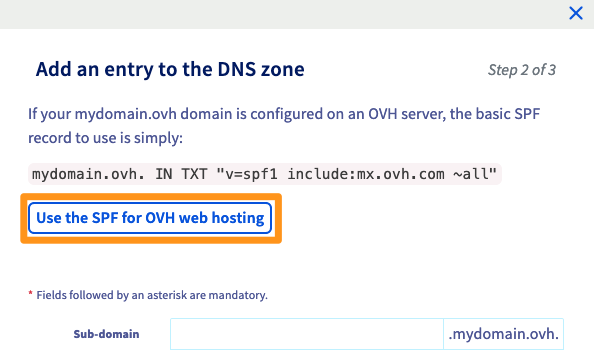 Add an entry to the DNS zone
Step 2 of 3
If your mydomain.ovh domain is configured on an OVH server, the basic SPF
record to use is simply:
mydomain.ovh. IN TXT "v=spf1 include:mx.ovh.com ~all"
Use the SPF for OVH web hosting
* Fields followed by an asterisk are mandatory.
Sub-domain
.mydomain.ovh.